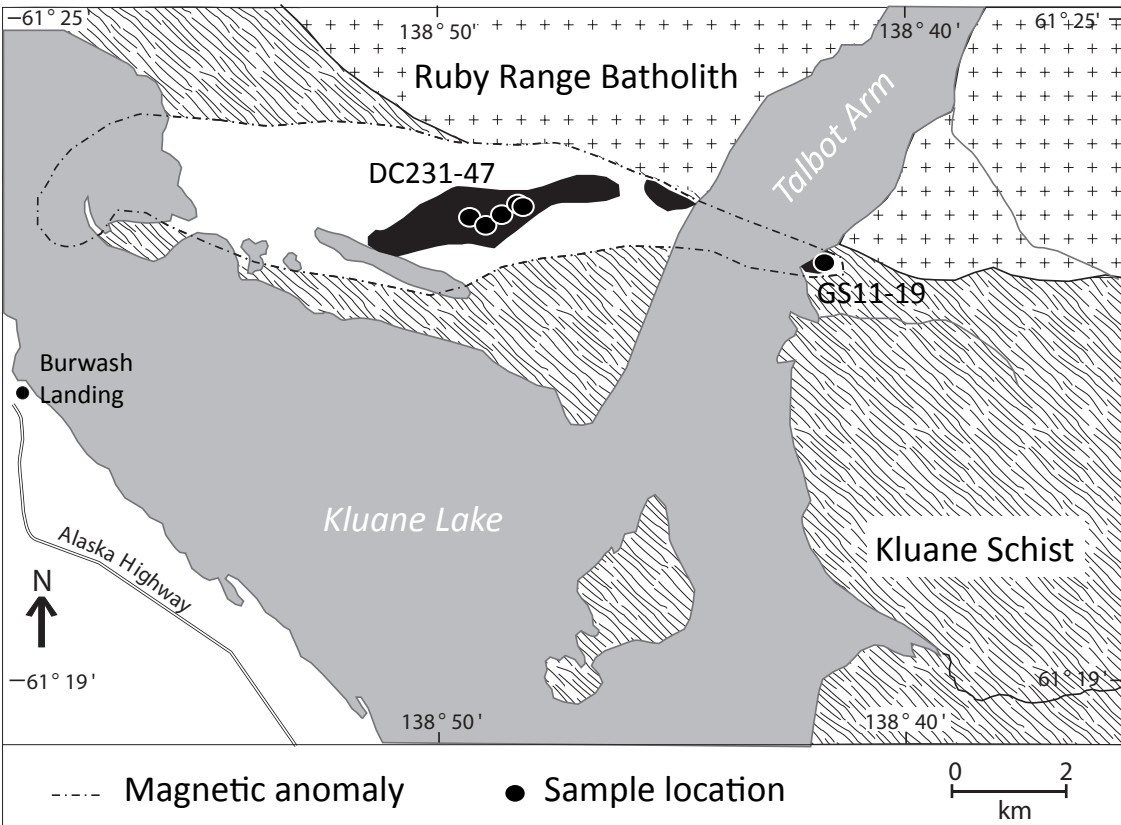 61° 25'
138° 50'
138° 40'
61° 25'
Ruby Range Batholith
Talbot Arm
DC231-47
GS11-19
Burwash
Landing
Kluane Lake
Kluane Schist
Alaska Highway
N
61° 19'
61° 19'
138° 50'
138° 40'
Magnetic anomaly
Sample location
0 2
km